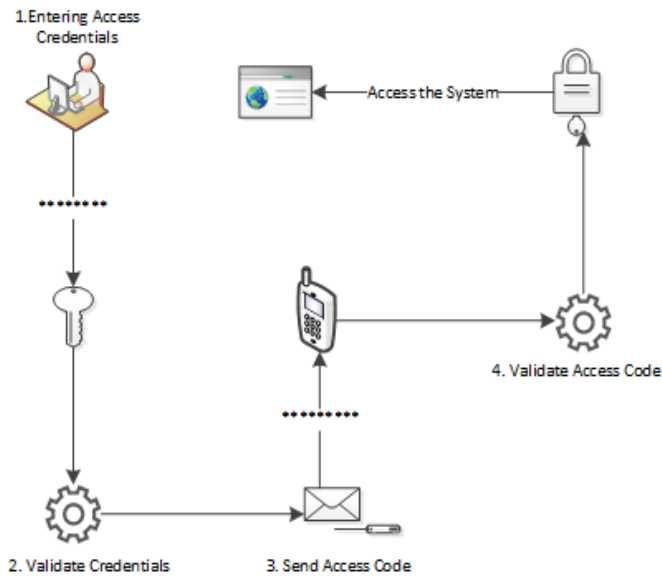 1.Entering Access
Credentials
Access the System
********
4. Validate Access Code
*********
2. Validate Credentials
3. Send Access Code